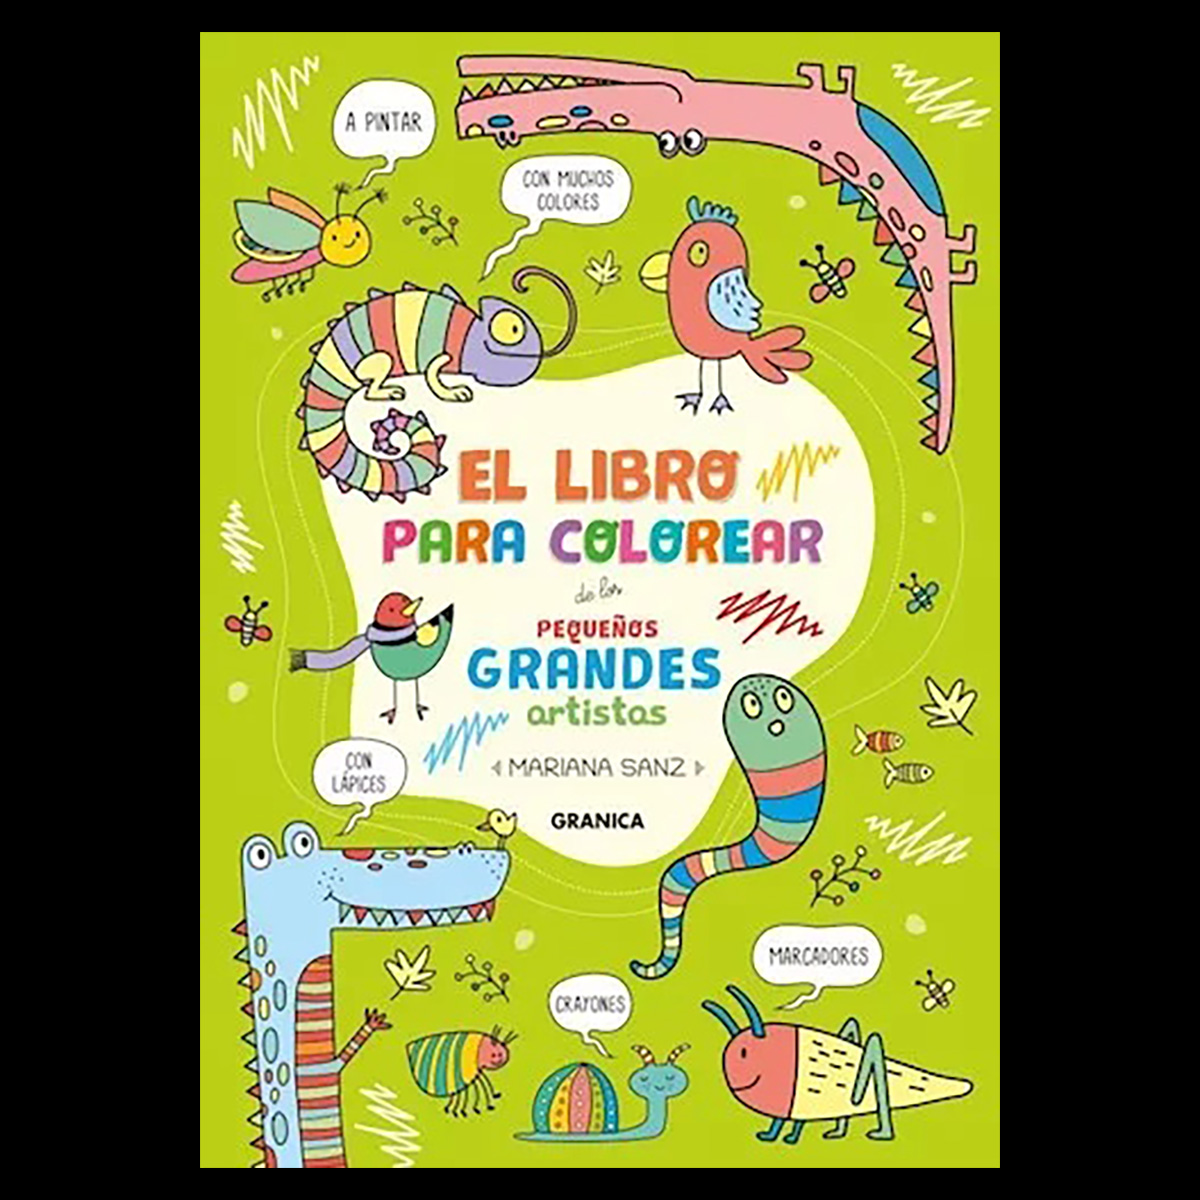 A PINTAR
CON MUCHOS
COLORES
EL LIBRO
PARA COLOREAR
de los
PEQUEÑOS
GRANDES
artistas
MARIANA SANZ
GRANICA
CON
LÁPICES
CRAYONES
MARCADORES